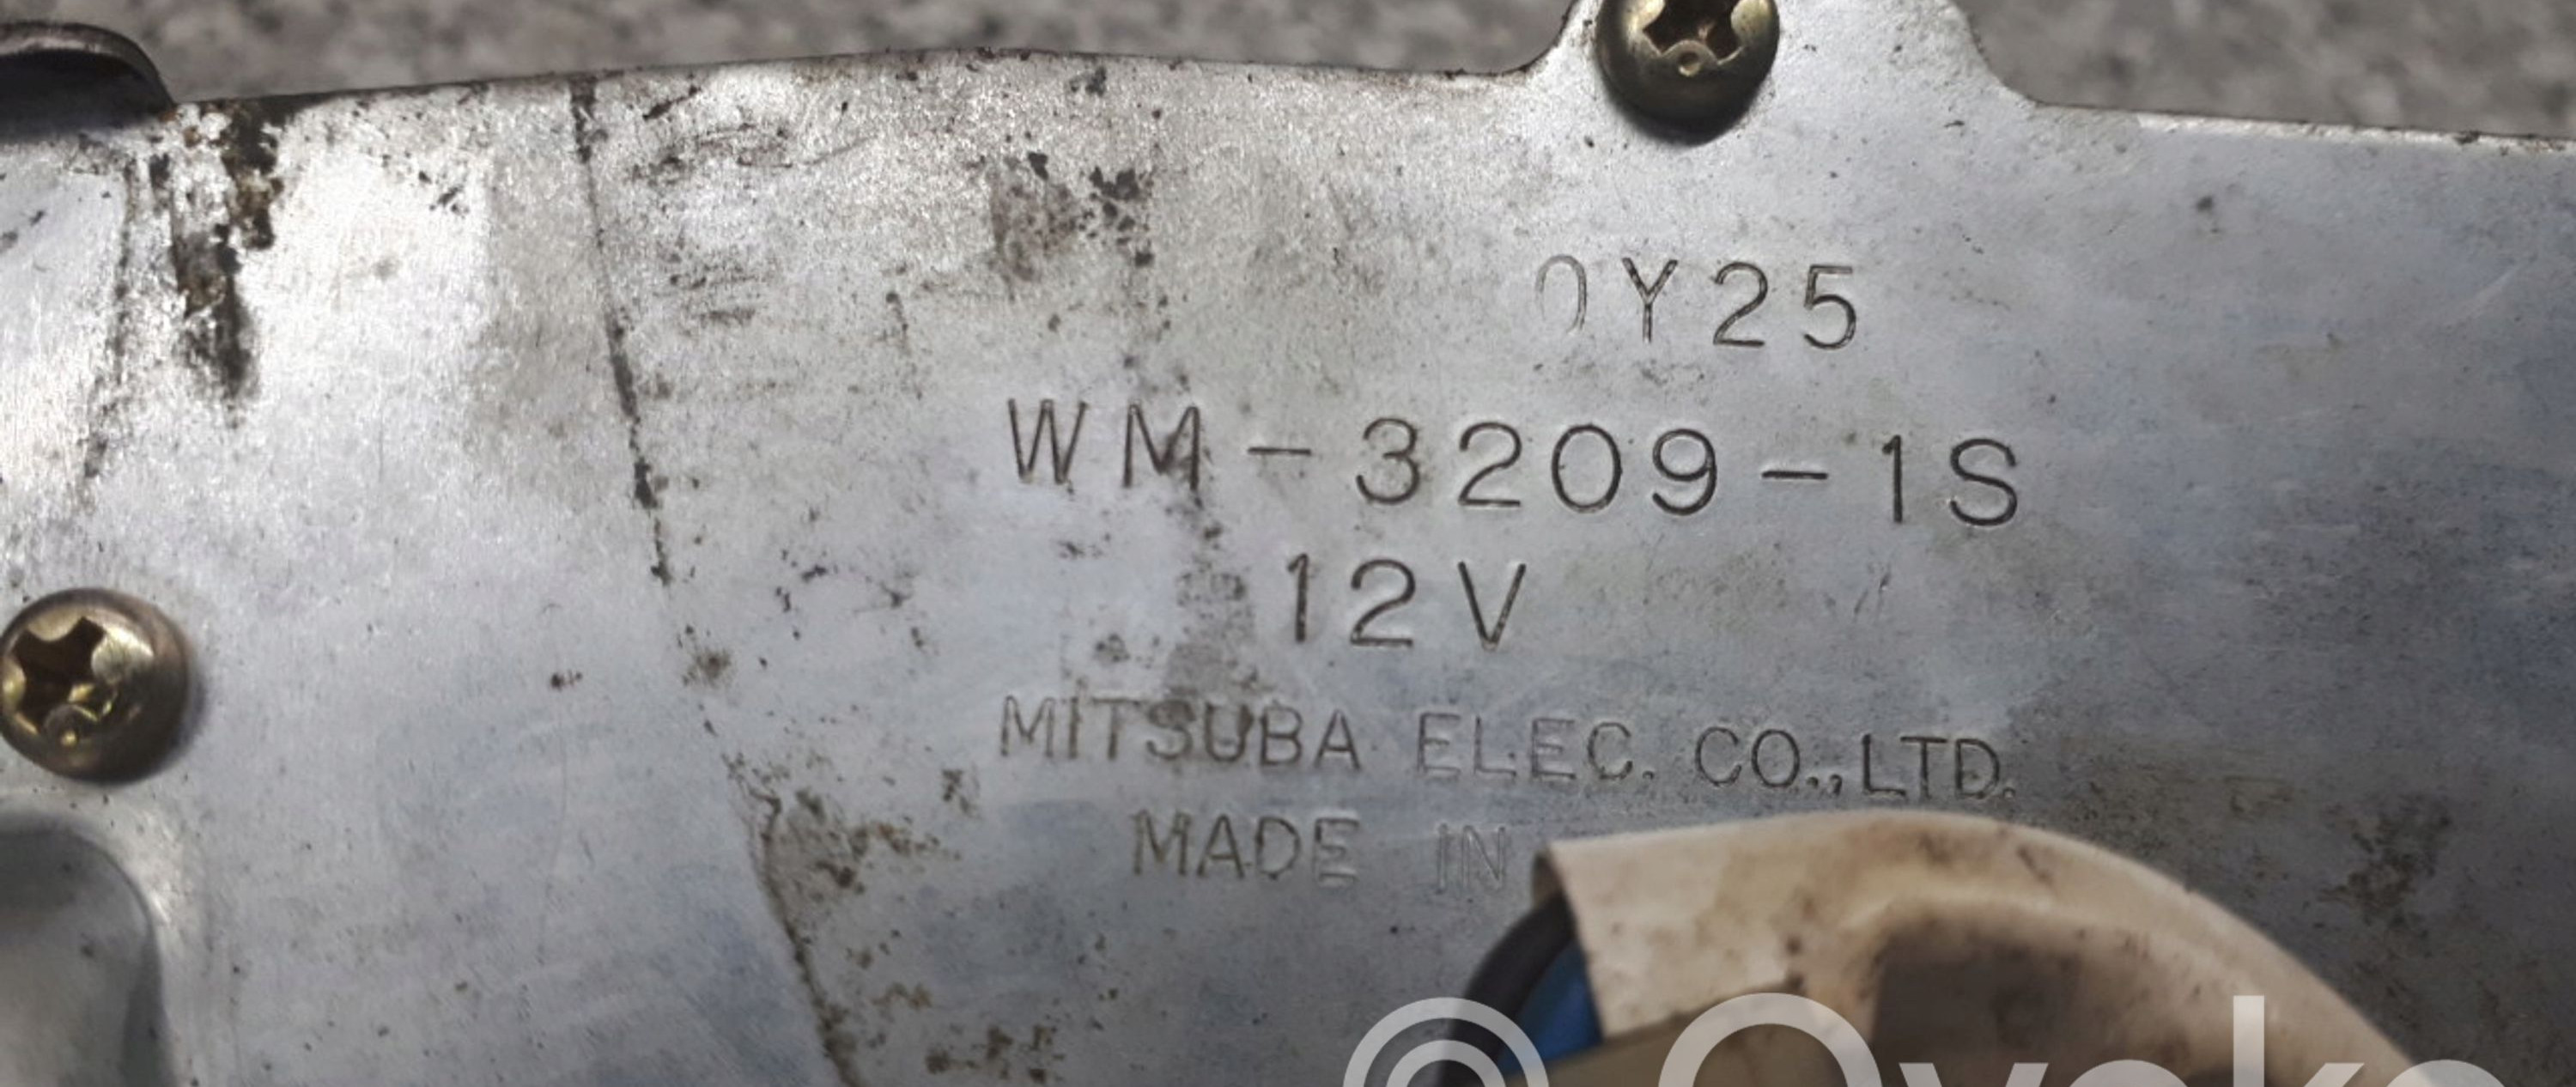 0Y25
WM-3209-1S
12V
MITSUBA ELEC. CO.,LTD.
MADE IN